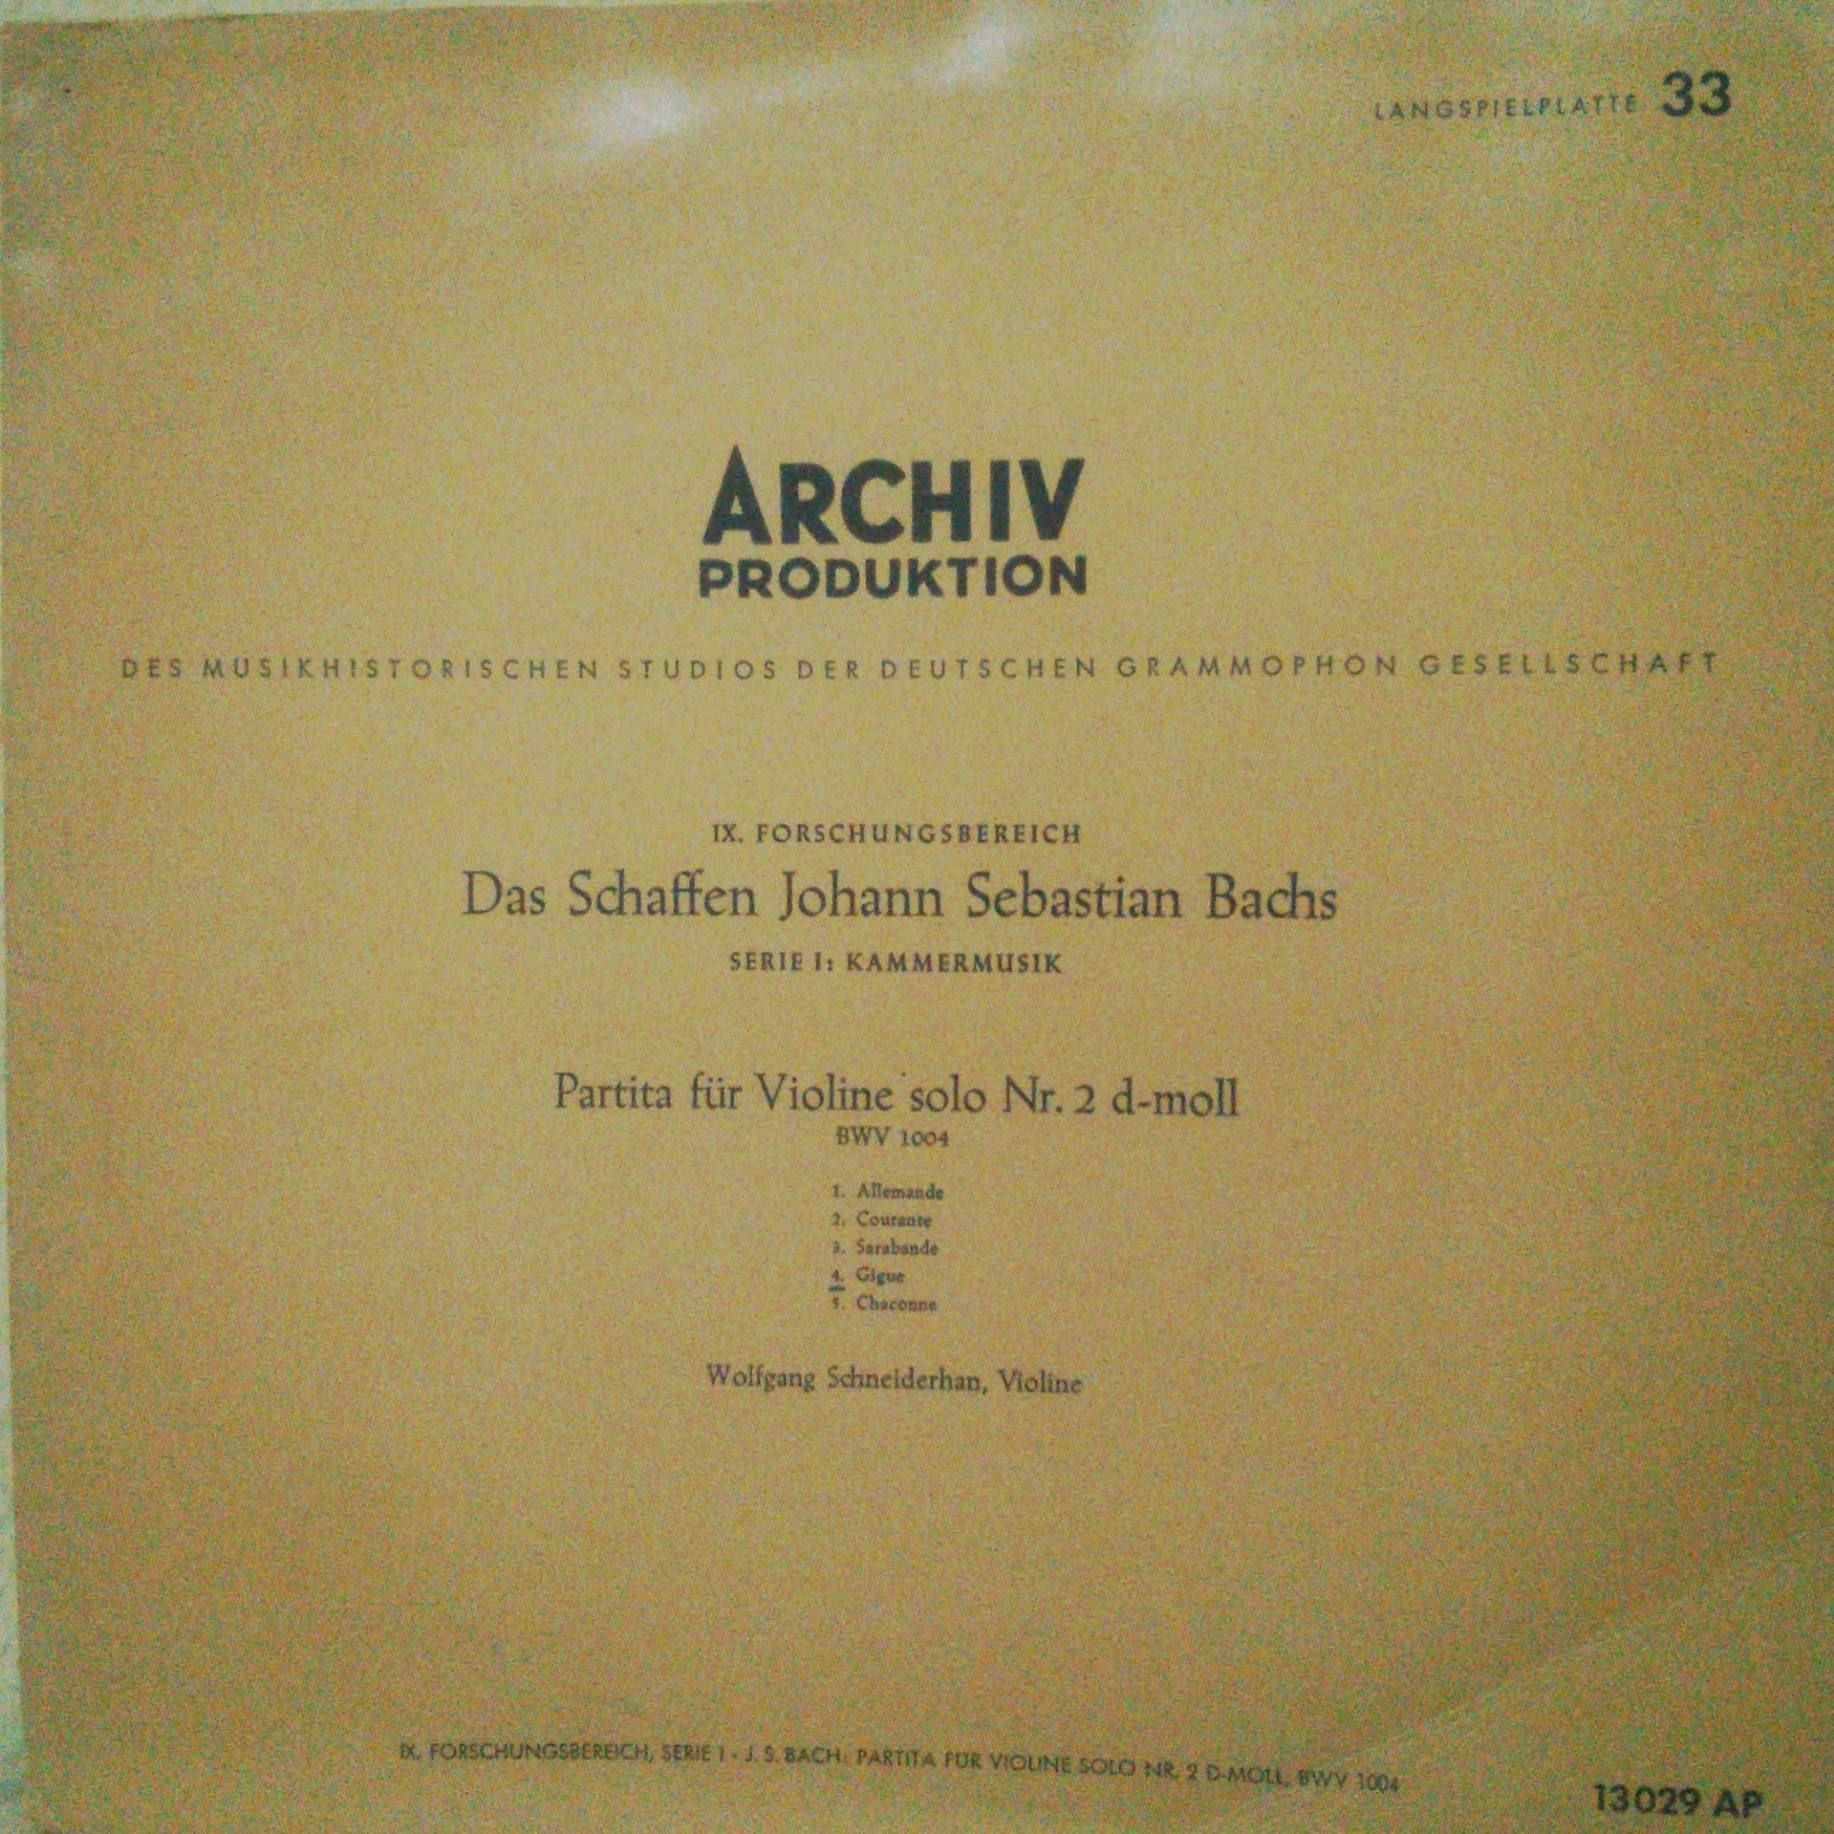 LANGSPIELPLATTE 33
ARCHIV
PRODUKTION
DES MUSIKHISTORISCHEN STUDIOS DER DEUTSCHEN GRAMMOPHON GESELLSCHAFT
IX. FORSCHUNGSBEREICH
Das Schaffen Johann Sebastian Bachs
SERIE I: KAMMERMUSIK
Partita für Violine solo Nr. 2 d-moll
BWV 1004
1. Allemande
2. Courante
3. Sarabande
4. Gigue
5. Chaconne
Wolfgang Schneiderhan, Violine
IX. FORSCHUNGSBEREICH, SERIE I - J. S. BACH: PARTITA FÜR VIOLINE SOLO NR. 2 D-MOLL, BWV 1004
13029 AP